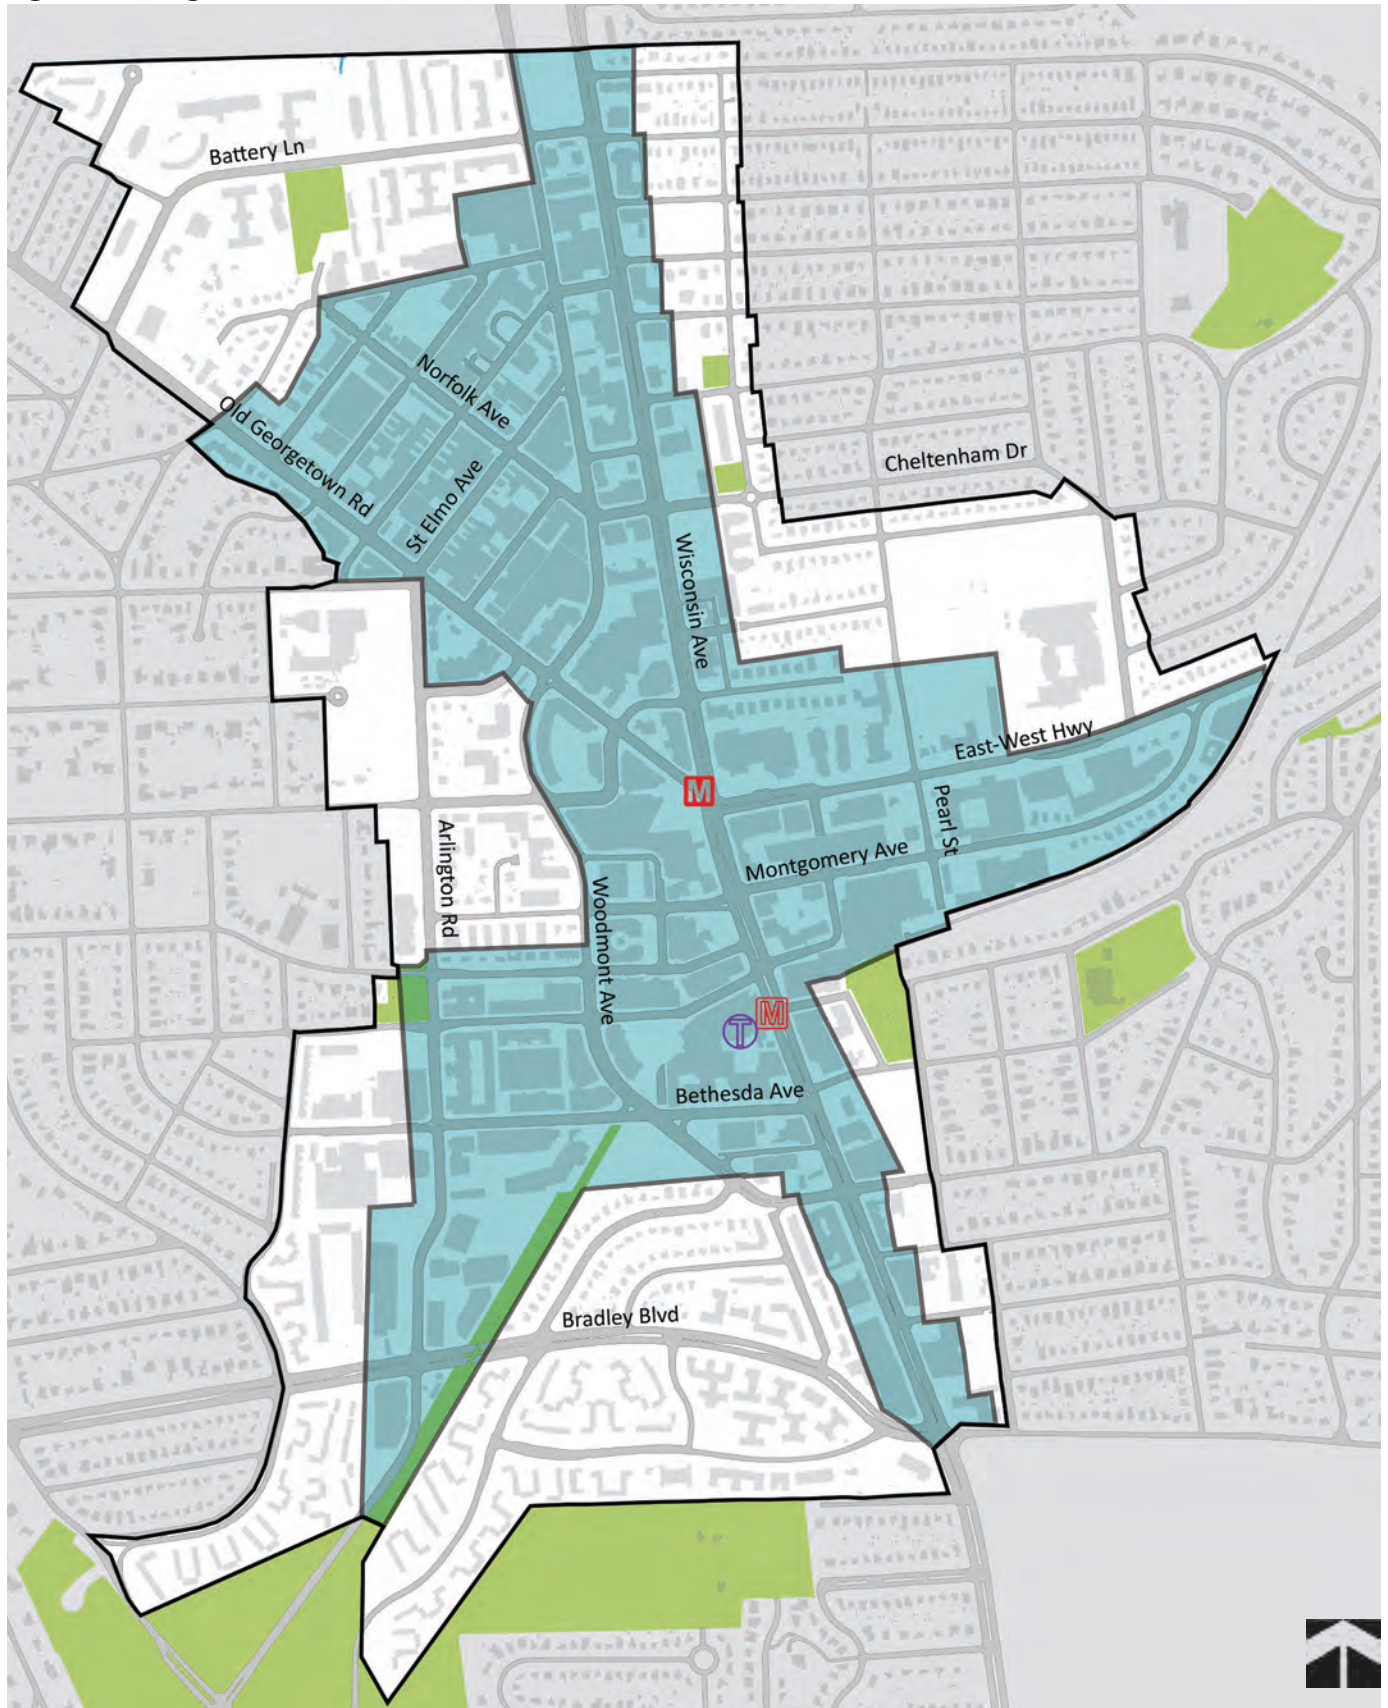 Battery Ln
Norfolk Ave
Old Georgetown Rd
St Elmo Ave
Cheltenham Dr
Wisconsin Ave
East-West Hwy
M
Pearl St
Arlington Rd
Montgomery Ave
Woodmont Ave
M
T
Bethesda Ave
Bradley Blvd